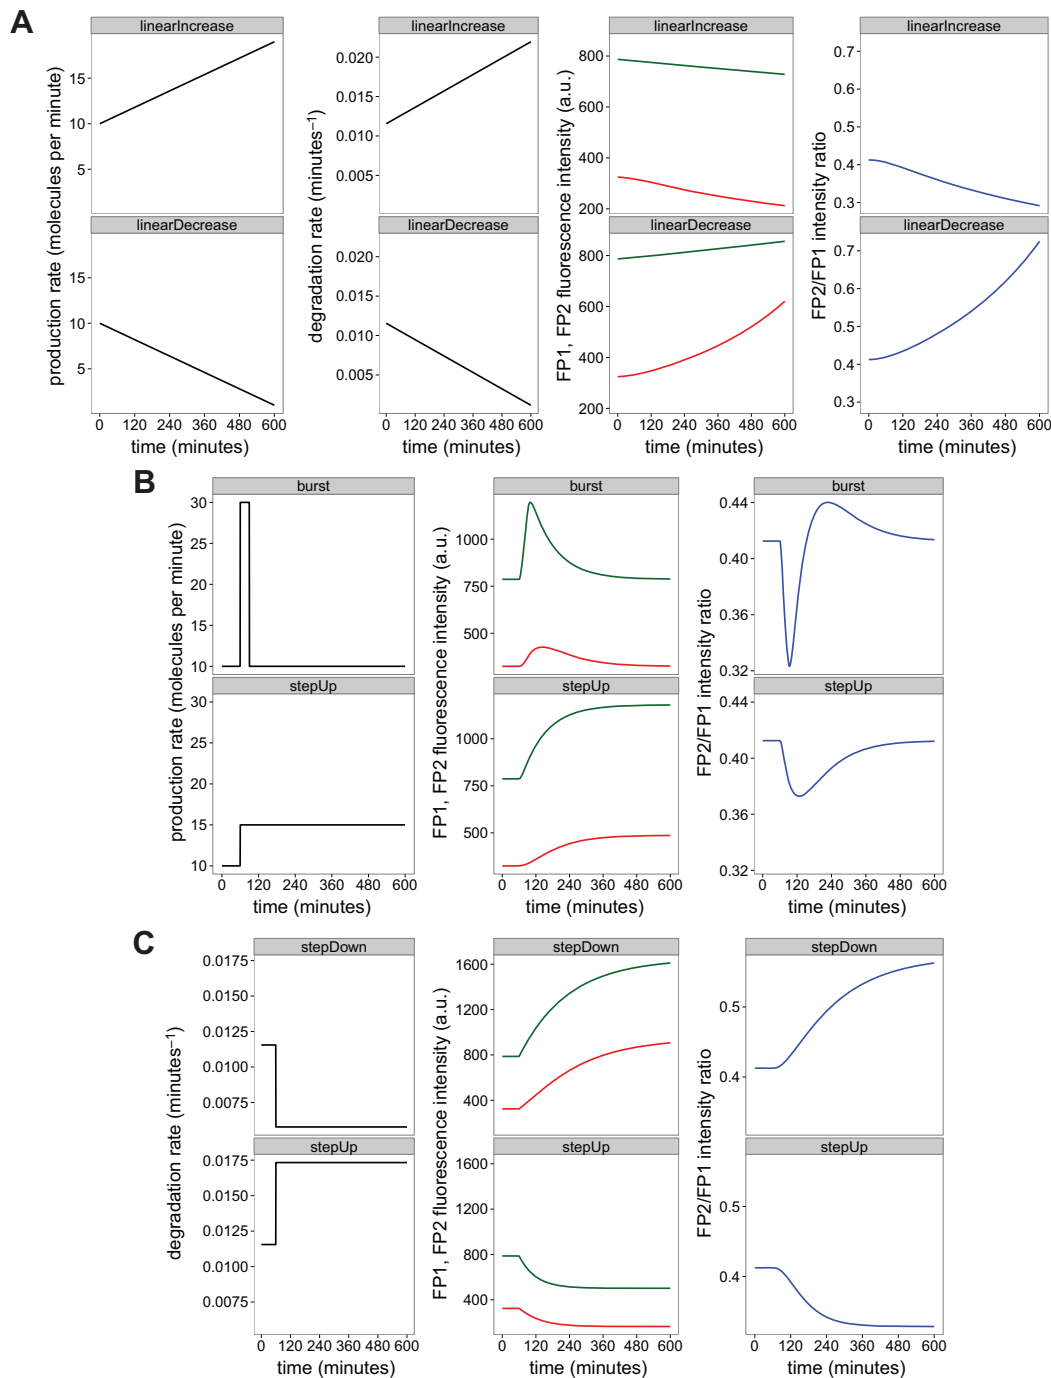 A
linearIncrease
linearIncrease
linearIncrease
linearIncrease
production rate (molecules per minute)
15
10
5
degradation rate (minutes–1)
0.020
0.015
0.010
0.005
FP1, FP2 fluorescence intensity (a.u.)
800
600
400
200
FP2/FP1 intensity ratio
0.7
0.6
0.5
0.4
0.3
linearDecrease
linearDecrease
linearDecrease
linearDecrease
15
10
5
0.020
0.015
0.010
0.005
800
600
400
200
0.7
0.6
0.5
0.4
0.3
0 120 240 360 480 600
0 120 240 360 480 600
0 120 240 360 480 600
0 120 240 360 480 600
time (minutes)
time (minutes)
time (minutes)
time (minutes)
B
burst
burst
burst
production rate (molecules per minute)
30
25
20
15
10
FP1, FP2 fluorescence intensity (a.u.)
1000
750
500
FP2/FP1 intensity ratio
0.44
0.40
0.36
0.32
stepUp
stepUp
stepUp
30
25
20
15
10
1000
750
500
0.44
0.40
0.36
0.32
0 120 240 360 480 600
0 120 240 360 480 600
0 120 240 360 480 600
time (minutes)
time (minutes)
time (minutes)
C
stepDown
stepDown
stepDown
degradation rate (minutes–1)
0.0175
0.0150
0.0125
0.0100
0.0075
FP1, FP2 fluorescence intensity (a.u.)
1600
1200
800
400
FP2/FP1 intensity ratio
0.5
0.4
stepUp
stepUp
stepUp
0.0175
0.0150
0.0125
0.0100
0.0075
1600
1200
800
400
0.5
0.4
0 120 240 360 480 600
0 120 240 360 480 600
0 120 240 360 480 600
time (minutes)
time (minutes)
time (minutes)